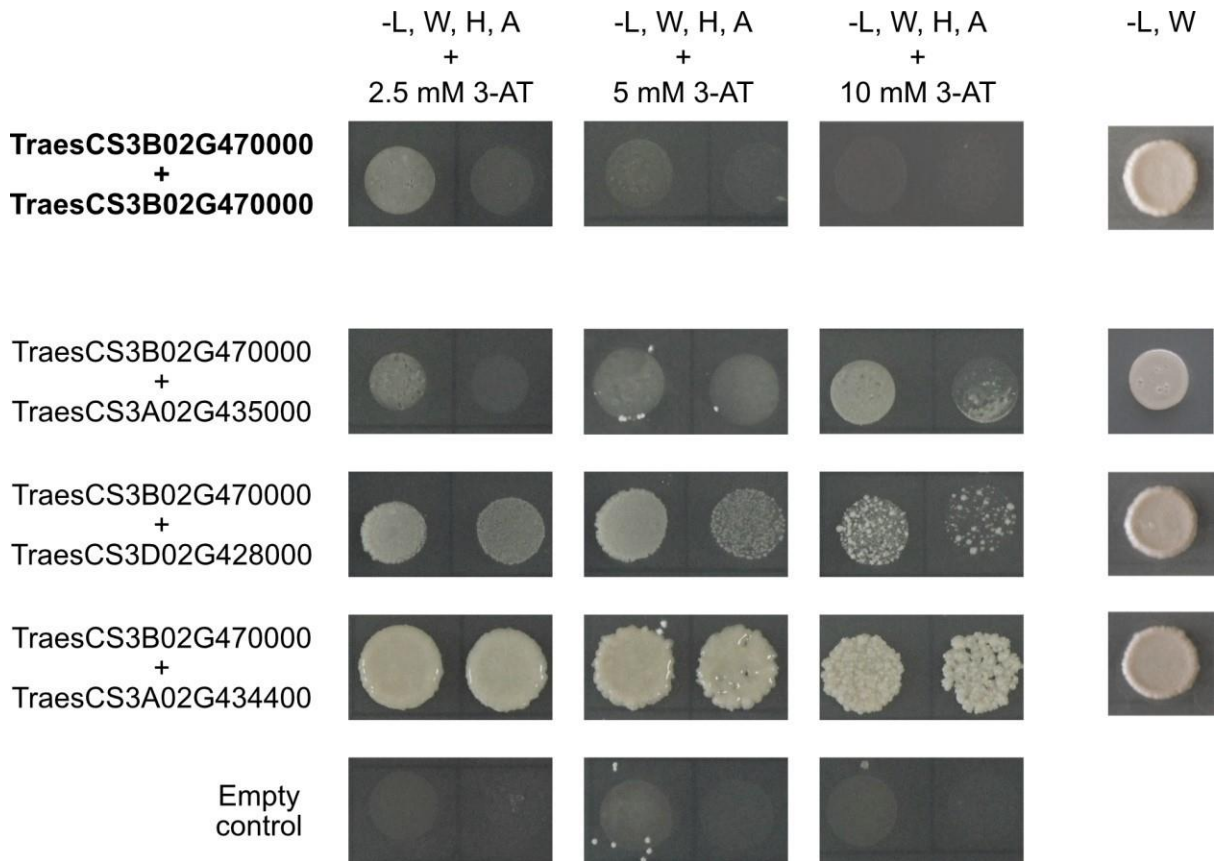 -L, W, H, A
+
2.5 mM 3-AT
-L, W, H, A
+
5 mM 3-AT
-L, W, H, A
+
10 mM 3-AT
-L, W
TraesCS3B02G470000
+
TraesCS3B02G470000
TraesCS3B02G470000
+
TraesCS3A02G435000
TraesCS3B02G470000
+
TraesCS3D02G428000
TraesCS3B02G470000
+
TraesCS3A02G434400
Empty
control